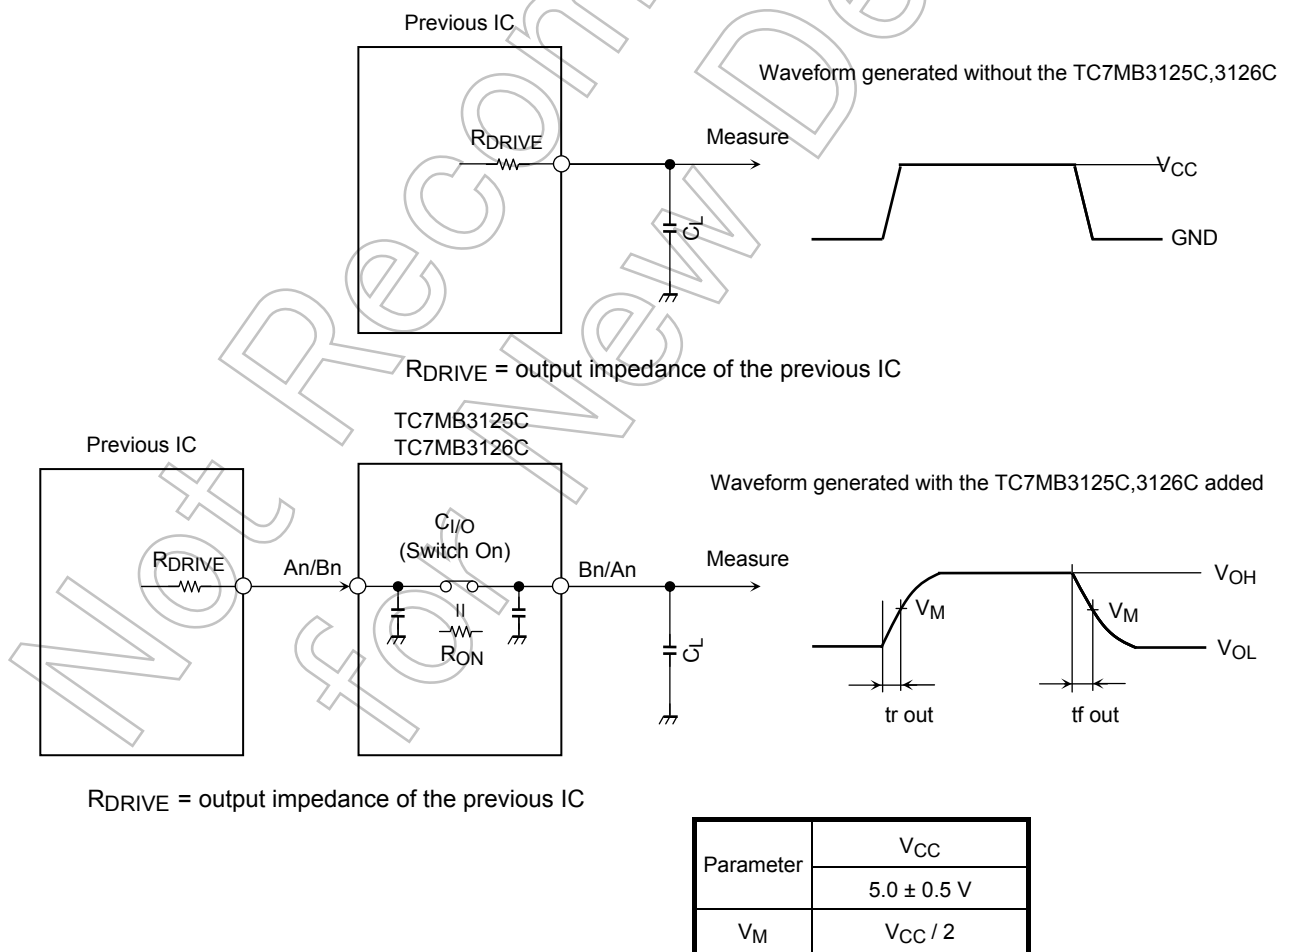 Previous IC
Waveform generated without the TC7MB3125C,3126C
RDRIVE
Measure
VCC
CL
GND
RDRIVE = output impedance of the previous IC
TC7MB3125C
TC7MB3126C
Previous IC
Waveform generated with the TC7MB3125C,3126C added
CI/O
(Switch On)
RDRIVE
An/Bn
Bn/An
Measure
VOH
VM
VM
RON
CL
VOL
tr out
tf out
RDRIVE = output impedance of the previous IC
Parameter
VCC
5.0 ± 0.5 V
VM
VCC / 2